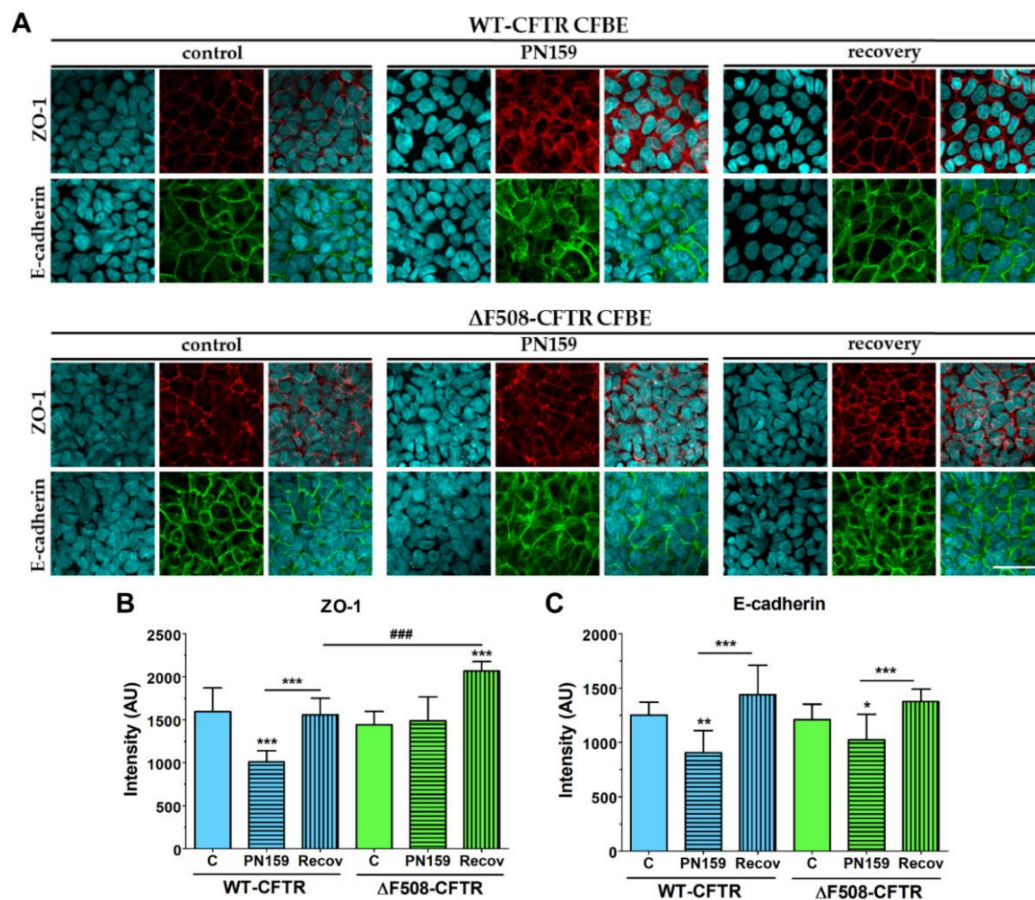 A
WT-CFTR CFBE
control PN159 recovery
ZO-1
E-cadherin
ΔF508-CFTR CFBE
control PN159 recovery
ZO-1
E-cadherin
B
ZO-1
Intensity (AU)
2500
2000
1500
1000
500
0
***
***
###
***
C PN159 Recov C PN159 Recov
WT-CFTR ΔF508-CFTR
C
E-cadherin
Intensity (AU)
2000
1500
1000
500
0
**
***
*
***
C PN159 Recov C PN159 Recov
WT-CFTR ΔF508-CFTR